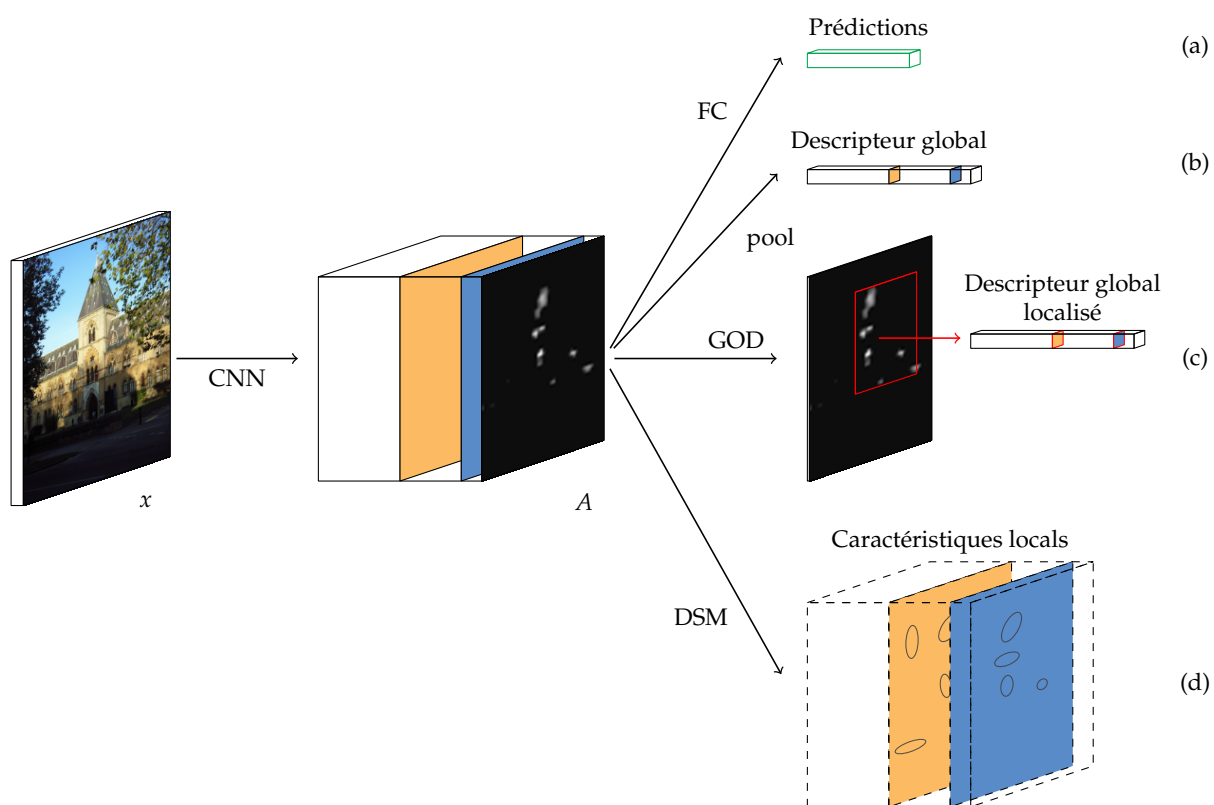 Prédictions
(a)
FC
Descripteur global
(b)
pool
Descripteur global
localisé
GOD
(c)
CNN
x
A
Caractéristiques locals
DSM
(d)